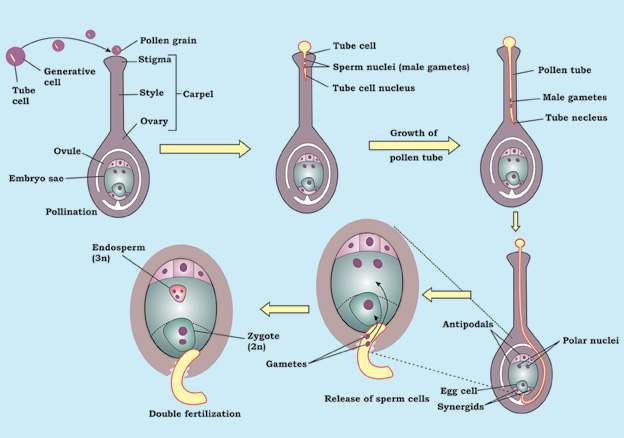 Pollen grain
Stigma
Generative
cell
Tube
cell
Style
Carpel
Ovary
Ovule
Embryo sae
Pollination
Tube cell
Sperm nuclei (male gametes)
Tube cell nucleus
Growth of
pollen tube
Pollen tube
Male gametes
Tube necleus
Endosperm
(3n)
Zygote
(2n)
Double fertilization
Gametes
Release of sperm cells
Antipodals
Polar nuclei
Egg cell
Synergids